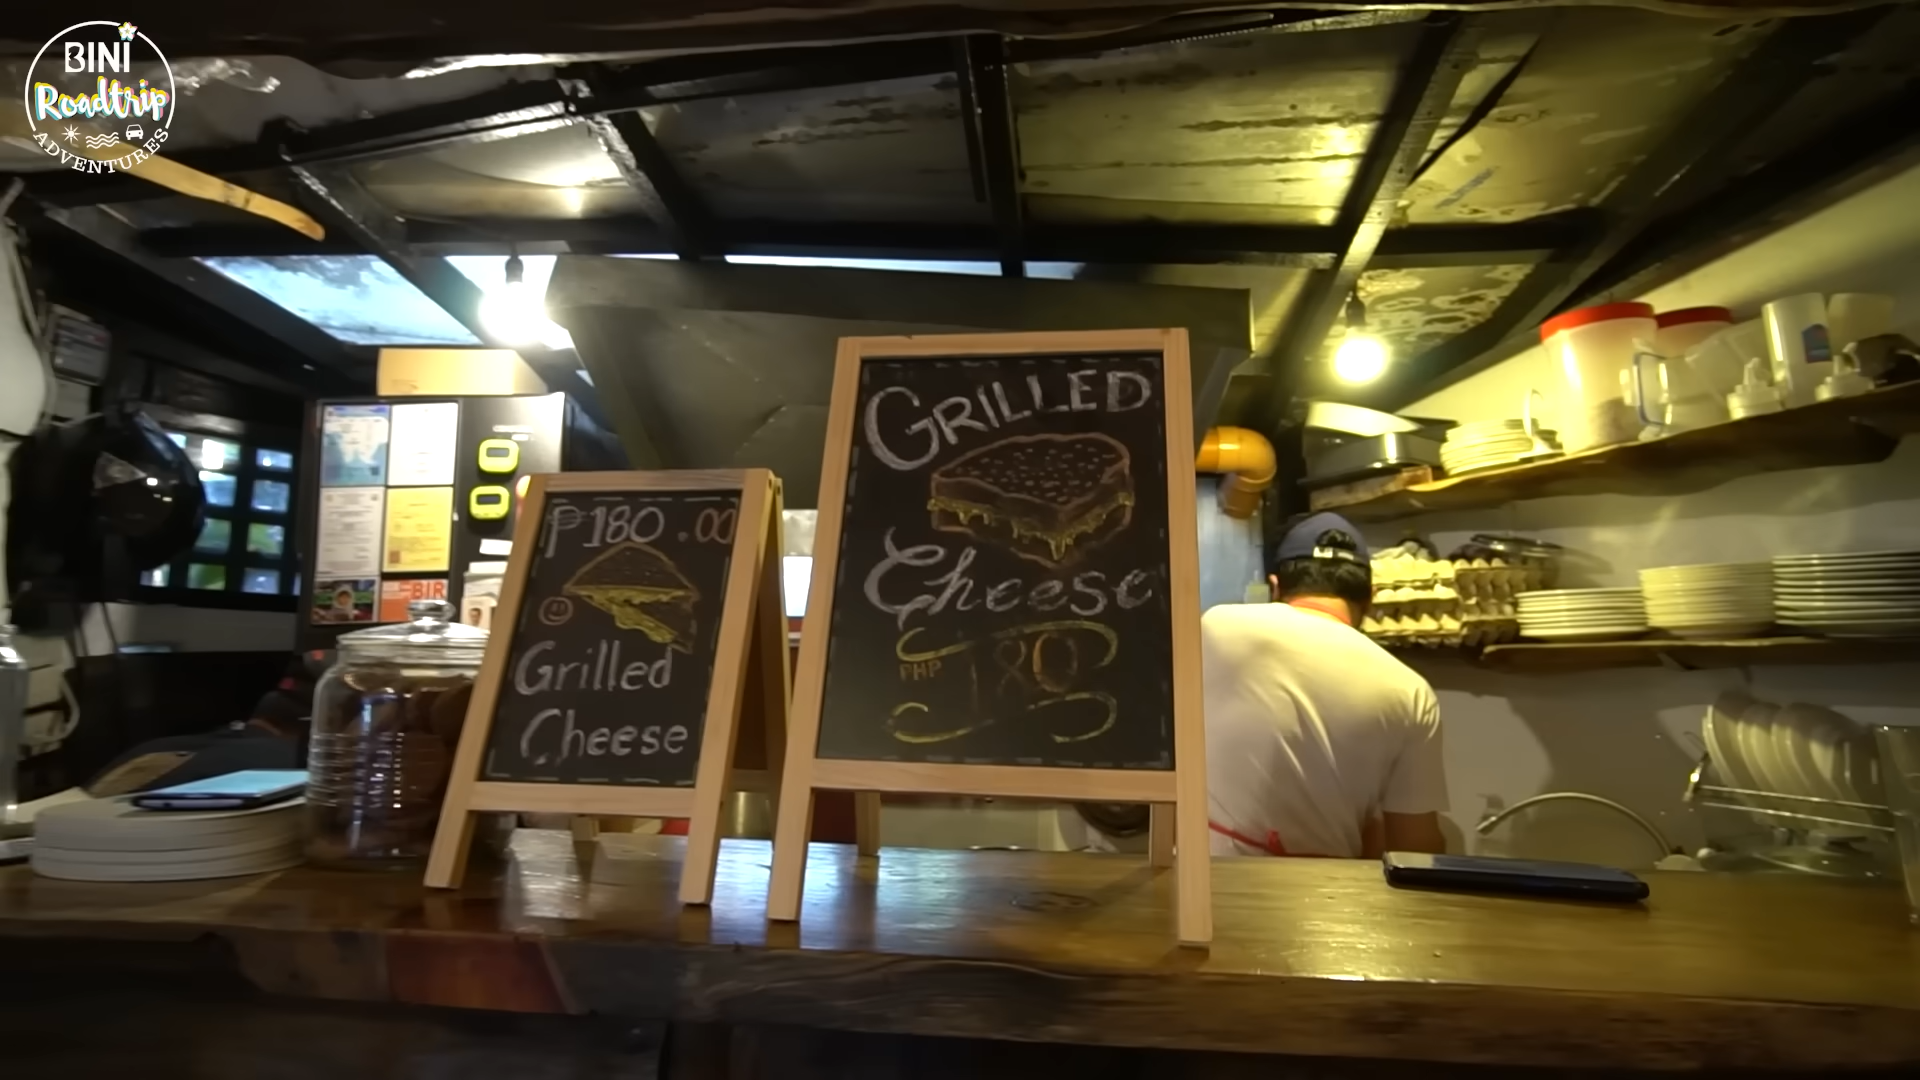 BINI
Roadtrip
ADVENTURES
₱180.00
Grilled
Cheese
GRILLED
Cheese
PHP 180
BIR